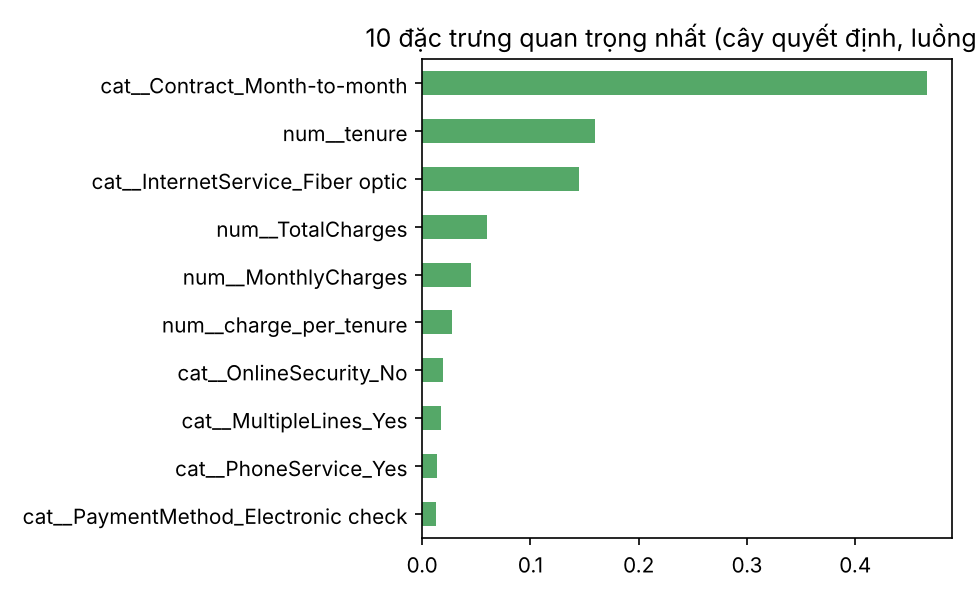 10 đặc trưng quan trọng nhất (cây quyết định, luồng
cat__Contract_Month-to-month
num__tenure
cat__InternetService_Fiber optic
num__TotalCharges
num__MonthlyCharges
num__charge_per_tenure
cat__OnlineSecurity_No
cat__MultipleLines_Yes
cat__PhoneService_Yes
cat__PaymentMethod_Electronic check
0.0 0.1 0.2 0.3 0.4